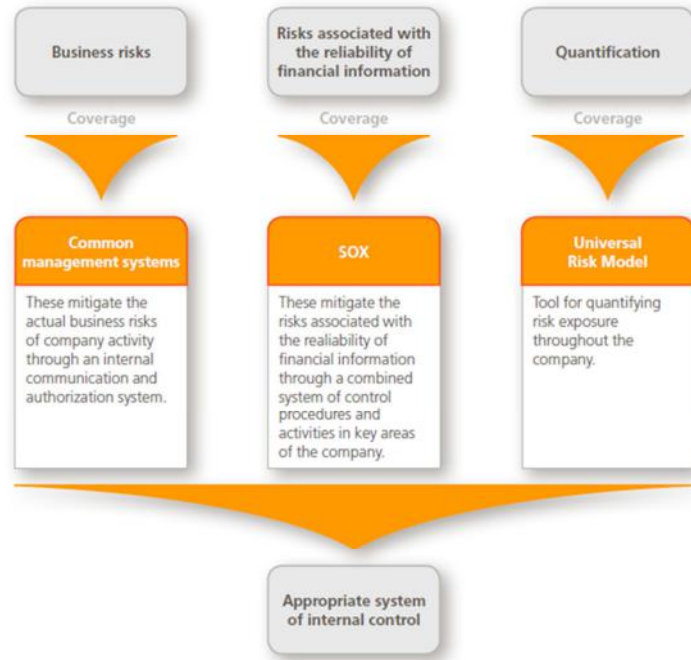 Business risks
Risks associated with
the reliability of
financial information
Quantification
Coverage
Coverage
Coverage
Common
management systems
These mitigate the
actual business risks
of company activity
through an internal
communication and
authorization system.
SOX
These mitigate the
risks associated with
the realiability of
financial information
through a combined
system of control
procedures and
activities in key areas
of the company.
Universal
Risk Model
Tool for quantifying
risk exposure
throughout the
company.
Appropriate system
of internal control